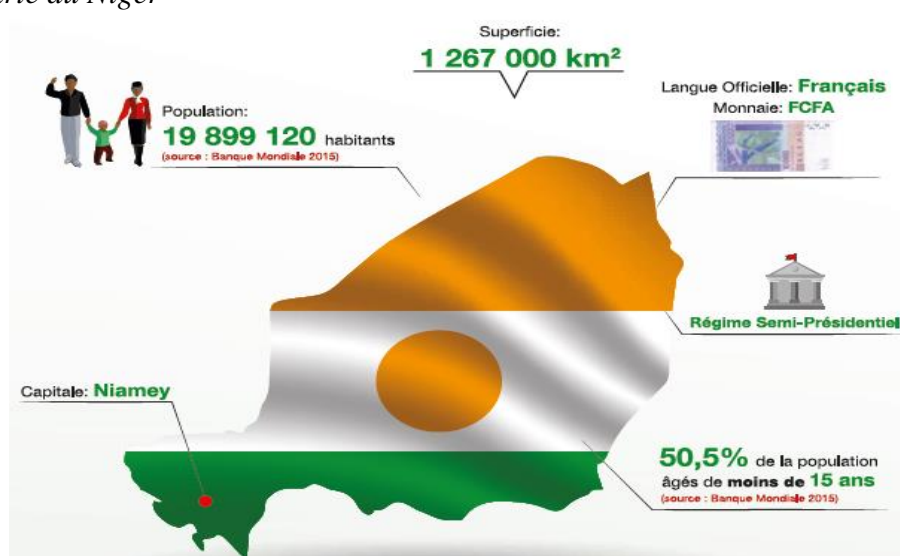 du Niger
Superficie:
1 267 000 km²
Langue Officielle: Français
Monnaie: FCFA
Population:
19 899 120 habitants
(source : Banque Mondiale 2015)
Régime Semi-Présidentiel
Capitale: Niamey
50,5% de la population
âgés de moins de 15 ans
(source : Banque Mondiale 2015)